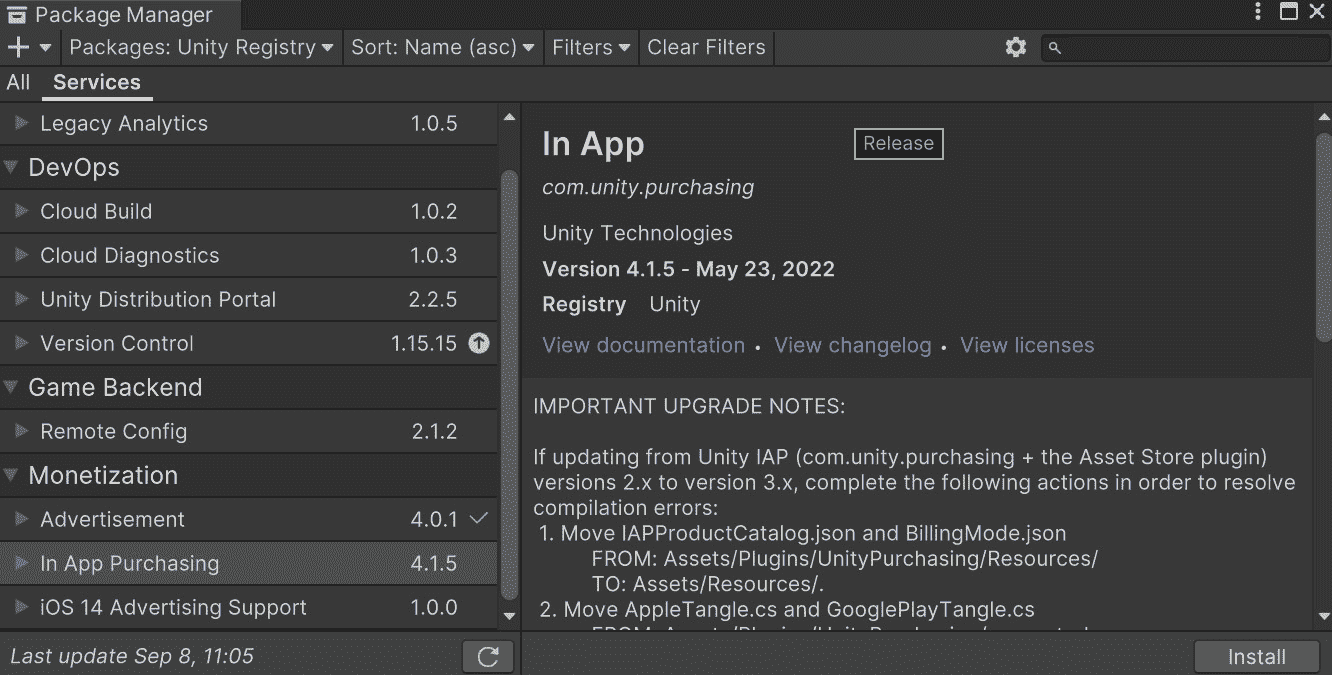 Package Manager
Packages: Unity Registry Sort: Name (asc) Filters Clear Filters
All Services
Legacy Analytics 1.0.5
DevOps
Cloud Build 1.0.2
Cloud Diagnostics 1.0.3
Unity Distribution Portal 2.2.5
Version Control 1.15.15
Game Backend
Remote Config 2.1.2
Monetization
Advertisement 4.0.1
In App Purchasing 4.1.5
iOS 14 Advertising Support 1.0.0
Last update Sep 8, 11:05
In App Release
com.unity.purchasing
Unity Technologies
Version 4.1.5 - May 23, 2022
Registry Unity
View documentation • View changelog • View licenses
IMPORTANT UPGRADE NOTES:
If updating from Unity IAP (com.unity.purchasing + the Asset Store plugin)
versions 2.x to version 3.x, complete the following actions in order to resolve
compilation errors:
1. Move IAPProductCatalog.json and BillingMode.json
FROM: Assets/Plugins/UnityPurchasing/Resources/
TO: Assets/Resources/.
2. Move AppleTangle.cs and GooglePlayTangle.cs
Install